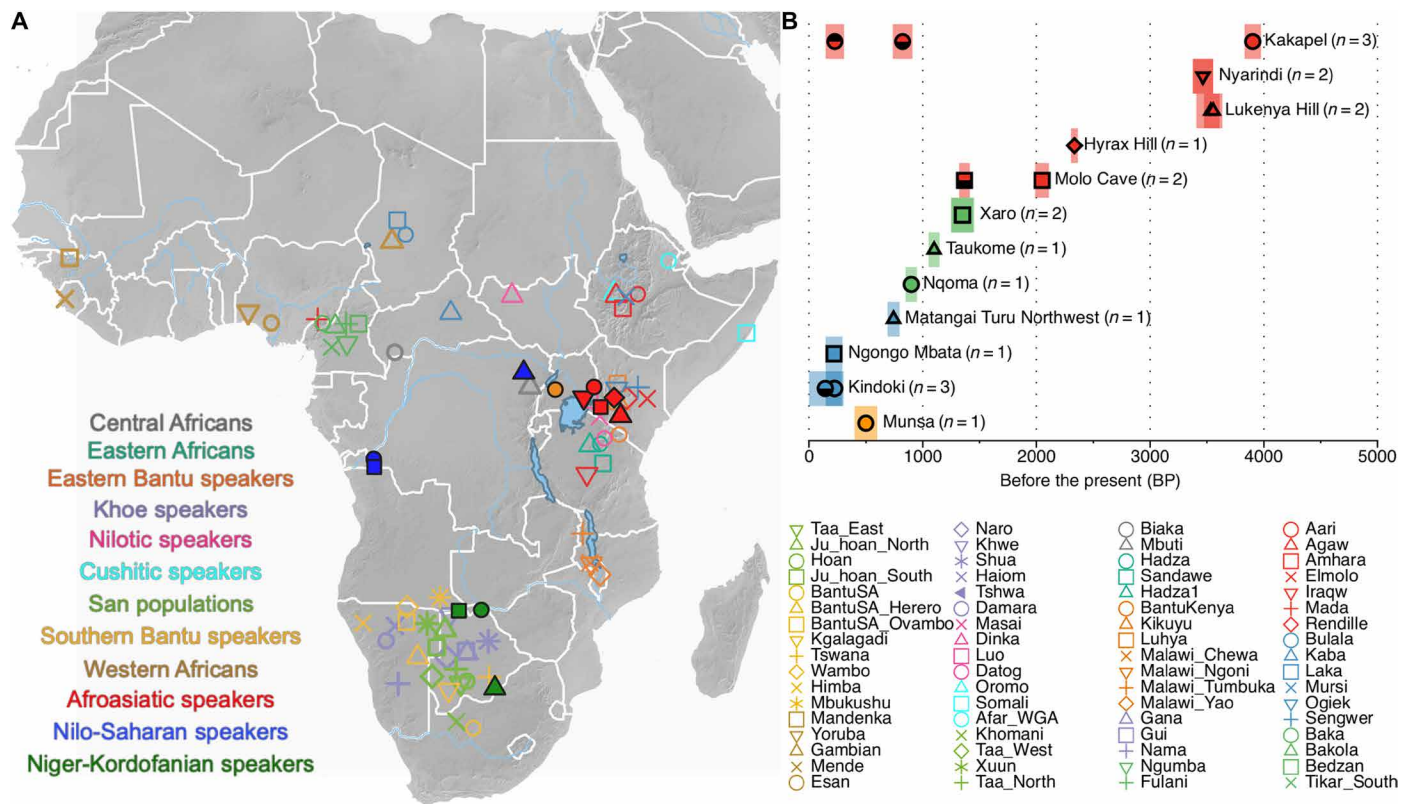 A
Central Africans
Eastern Africans
Eastern Bantu speakers
Khoe speakers
Nilotic speakers
Cushitic speakers
San populations
Southern Bantu speakers
Western Africans
Afroasiatic speakers
Nilo-Saharan speakers
Niger-Kordofanian speakers
B
Kakapel (n = 3)
Nyarindi (n = 2)
Lukenya Hill (n = 2)
Hyrax Hill (n = 1)
Molo Cave (n = 2)
Xaro (n = 2)
Taukome (n = 1)
Nqoma (n = 1)
Matangai Turu Northwest (n = 1)
Ngongo Mbata (n = 1)
Kindoki (n = 3)
Munsa (n = 1)
0 1000 2000 3000 4000 5000
Before the present (BP)
Taa_East
Ju_hoan_North
Hoan
Ju_hoan_South
BantuSA
BantuSA_Herero
BantuSA_Ovambo
Kgalagadi
Tswana
Wambo
Himba
Mbukushu
Mandenka
Yoruba
Gambian
Mende
Esan
Naro
Khwe
Shua
Haiom
Tshwa
Damara
Masai
Dinka
Luo
Datog
Oromo
Somali
Afar_WGA
Khomani
Taa_West
Xuun
Taa_North
Biaka
Mbuti
Hadza
Sandawe
Hadza1
BantuKenya
Kikuyu
Luhya
Malawi_Chewa
Malawi_Ngoni
Malawi_Tumbuka
Malawi_Yao
Gana
Gui
Nama
Ngumba
Fulani
Aari
Agaw
Amhara
Elmolo
Iraqw
Mada
Rendille
Bulala
Kaba
Laka
Mursi
Ogiek
Sengwer
Baka
Bakola
Bedzan
Tikar_South